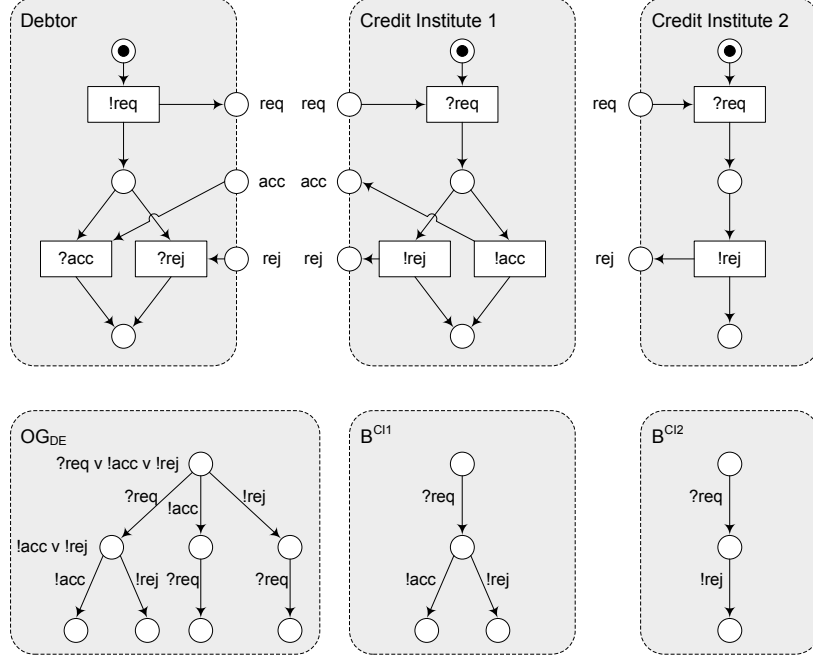 Debtor
Credit Institute 1
Credit Institute 2
!req
req
req
?req
req
?req
acc
acc
?acc
?rej
rej
rej
!rej
!acc
rej
!rej
OG_DE
B^CI1
B^CI2
?req v !acc v !rej
?req
!acc
!rej
?req
?req
!acc v !rej
!acc
!rej
?req
?req
!acc
!rej
!rej